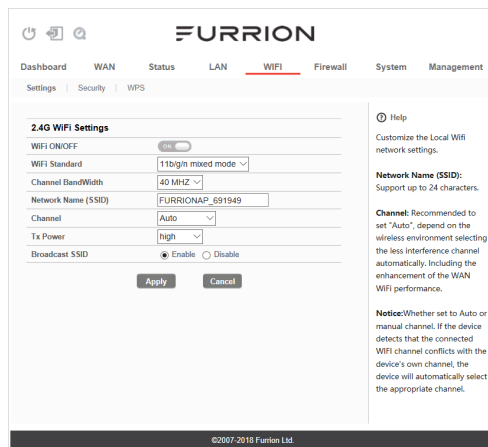 FURRION
Dashboard WAN Status LAN WIFI Firewall System Management
Settings | Security | WPS
2.4G WiFi Settings
WiFi ON/OFF ON
WiFi Standard 11b/g/n mixed mode
Channel BandWidth 40 MHZ
Network Name (SSID) FURRIONAP_691949
Channel Auto
Tx Power high
Broadcast SSID Enable Disable
Apply Cancel
Help
Customize the Local Wifi
network settings.
Network Name (SSID):
Support up to 24 characters.
Channel: Recommended to
set "Auto", depend on the
wireless environment selecting
the less interference channel
automatically. Including the
enhancement of the WAN
WiFi performance.
Notice:Whether set to Auto or
manual channel. If the device
detects that the connected
WIFI channel conflicts with the
device's own channel, the
device will automatically select
the appropriate channel.
©2007-2018 Furrion Ltd.